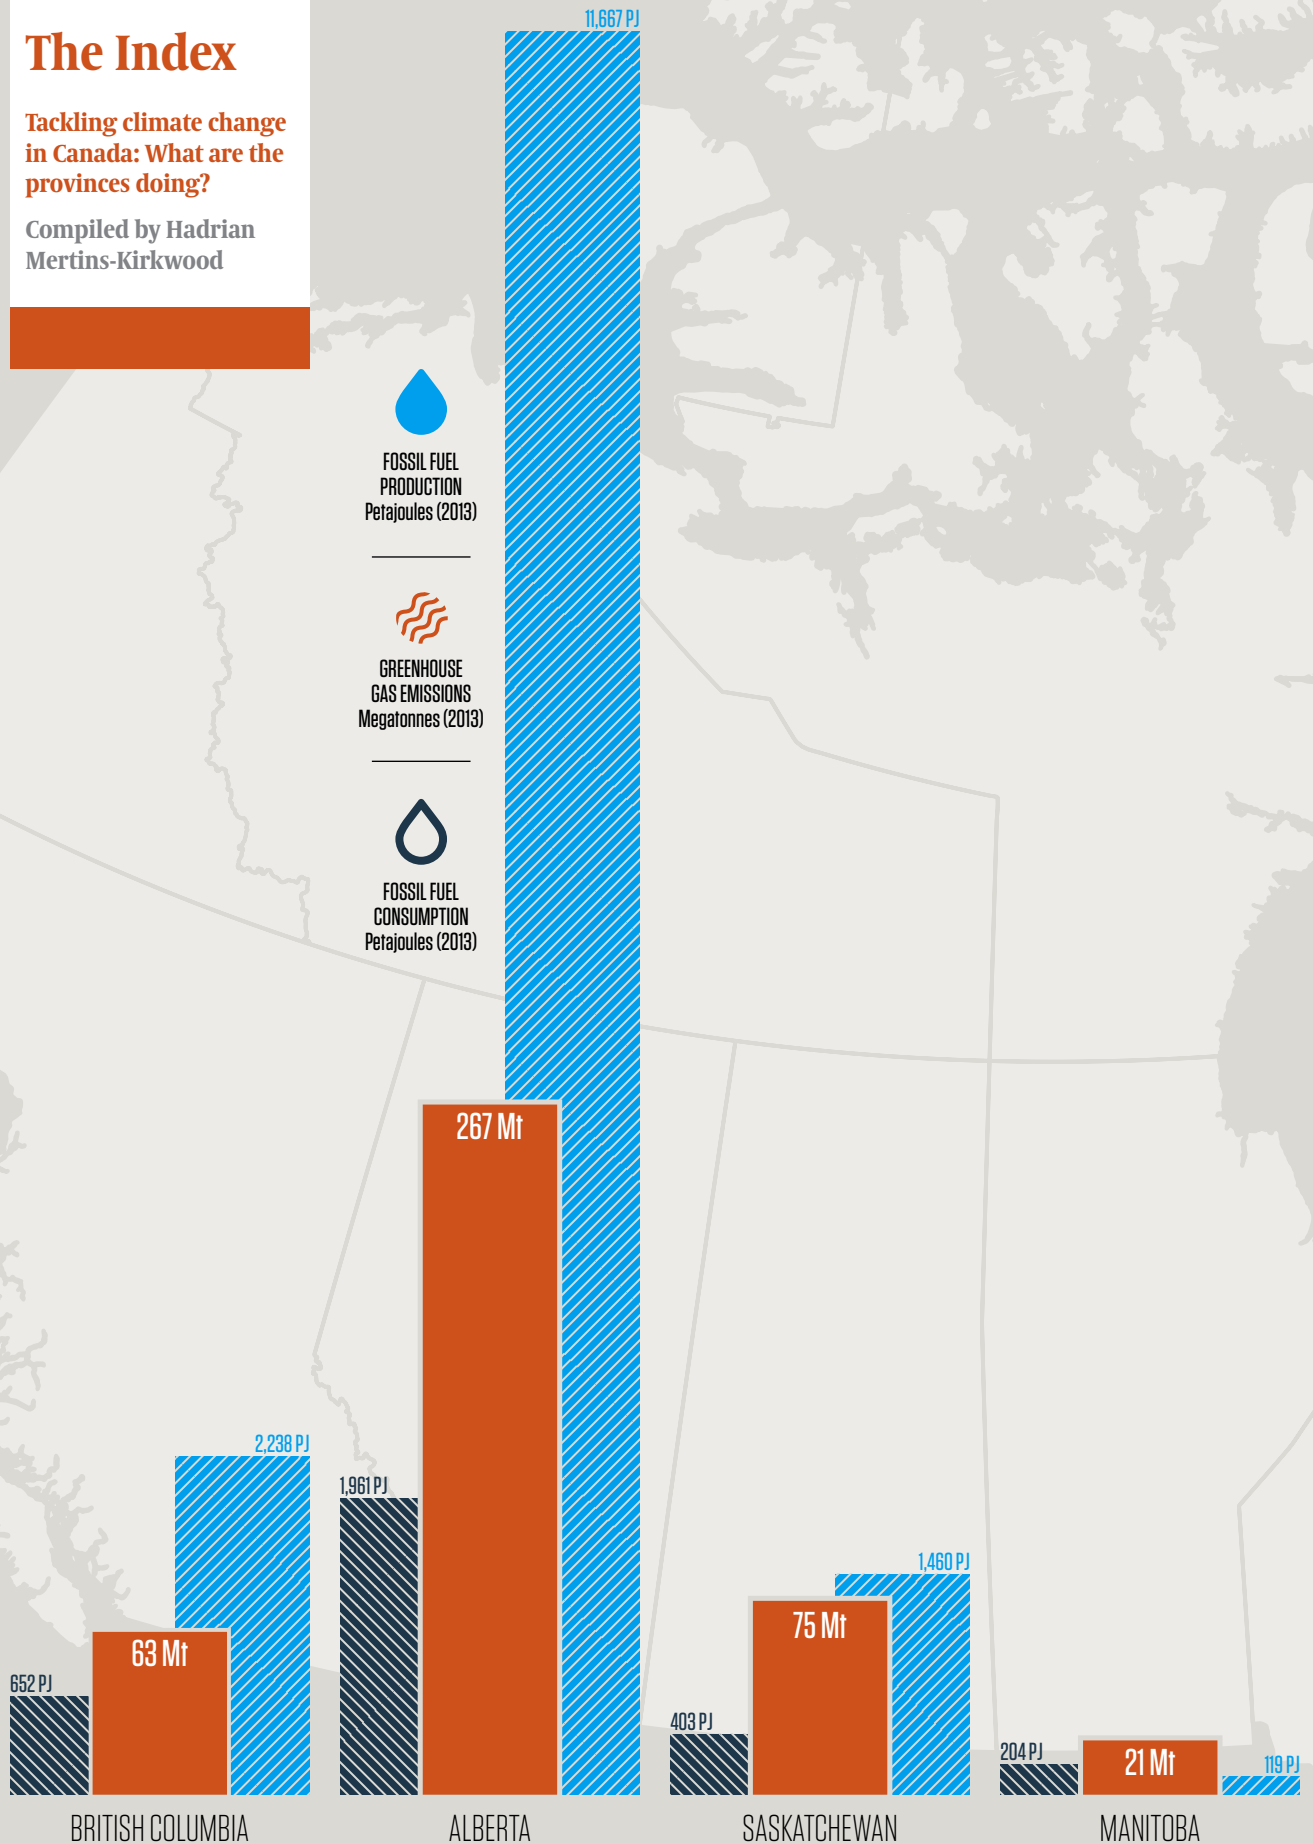 The Index
Tackling climate change
in Canada: What are the
provinces doing?
Compiled by Hadrian
Mertins-Kirkwood
11,667 PJ
FOSSIL FUEL
PRODUCTION
Petajoules (2013)
GREENHOUSE
GAS EMISSIONS
Megatonnes (2013)
FOSSIL FUEL
CONSUMPTION
Petajoules (2013)
652 PJ
63 Mt
2,238 PJ
1,961 PJ
267 Mt
403 PJ
75 Mt
1,460 PJ
204 PJ
21 Mt
119 PJ
BRITISH COLUMBIA
ALBERTA
SASKATCHEWAN
MANITOBA